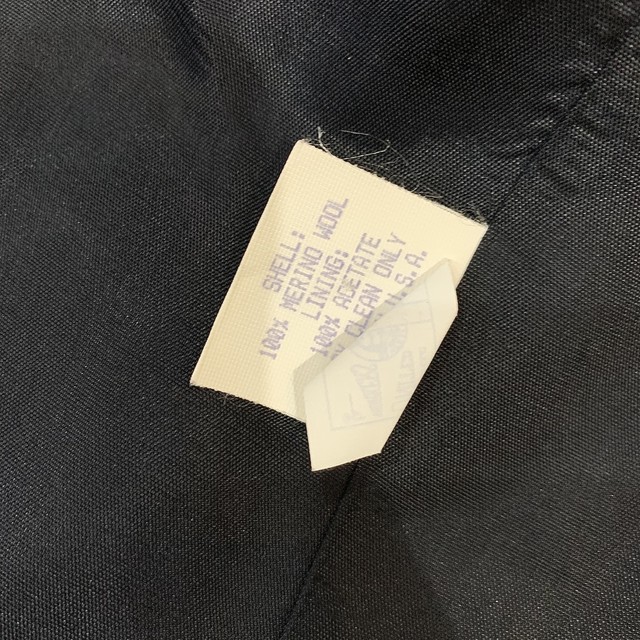 SHELL:
100% MERINO WOOL
LINING:
100% ACETATE
CLEAN ONLY
U.S.A.